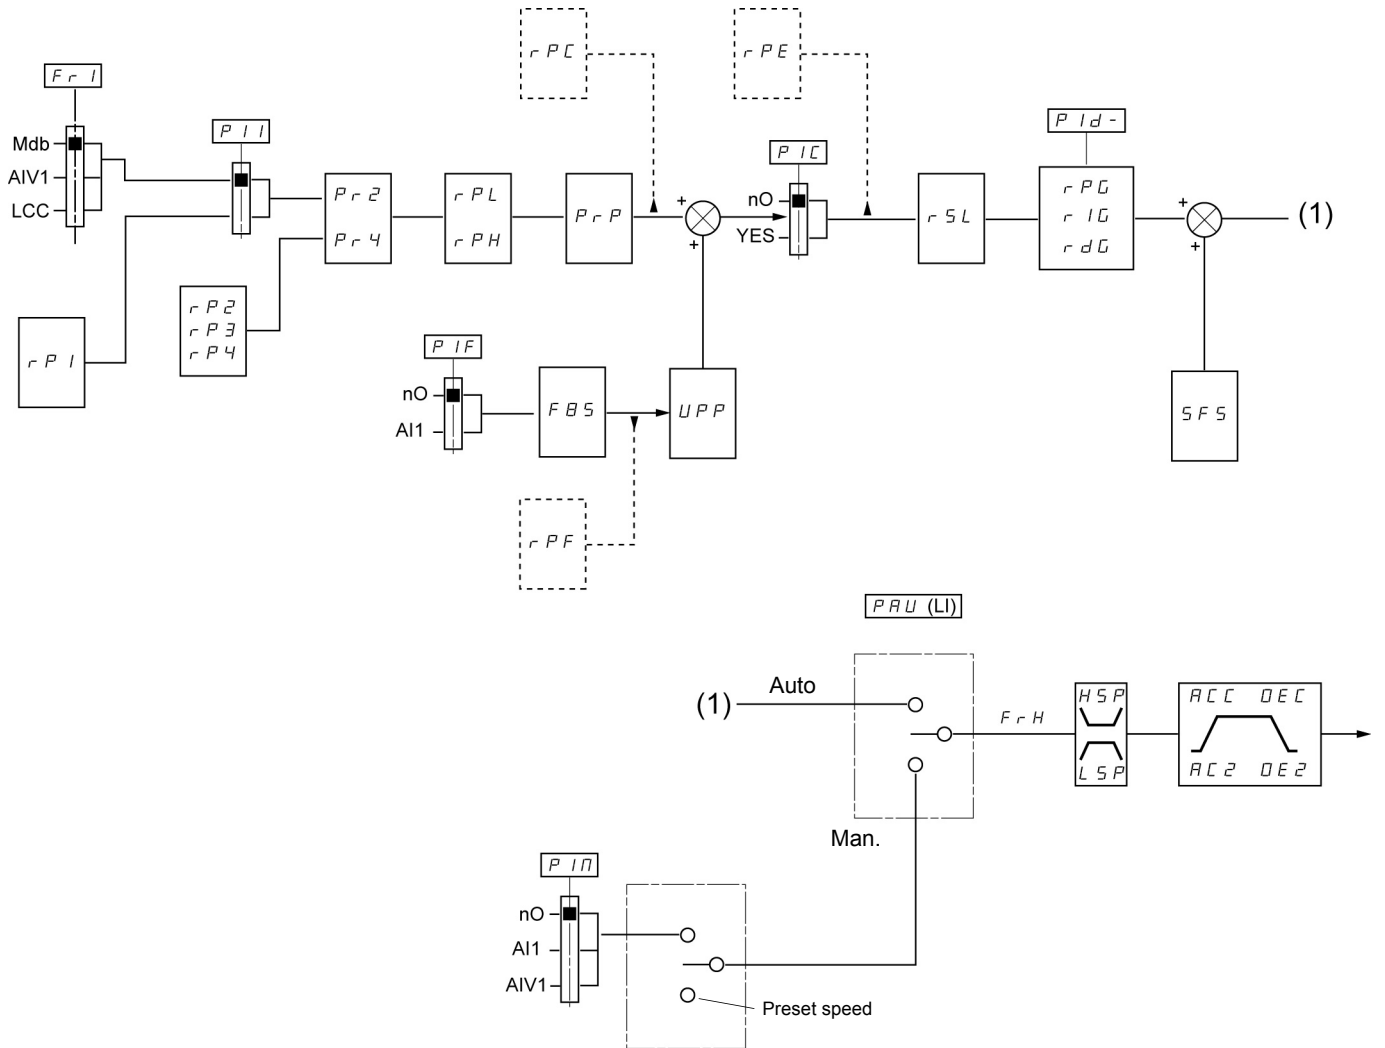 rPC
rPE
Fr1
PId-
PII
Mdb
PIC
AIV1
rPG
nO
Pr2
rPL
rIG
LCC
PrP
rSL
+
+
(1)
YES
Pr4
rPH
rdG
+
+
rP2
rP3
rP4
PIF
rP1
nO
FBS
UPP
SFS
AI1
rPF
PAU (LI)
Auto
HSP
ACC DEC
(1)
FrH
LSP
AC2 DE2
Man.
PIM
nO
AI1
AIV1
Preset speed